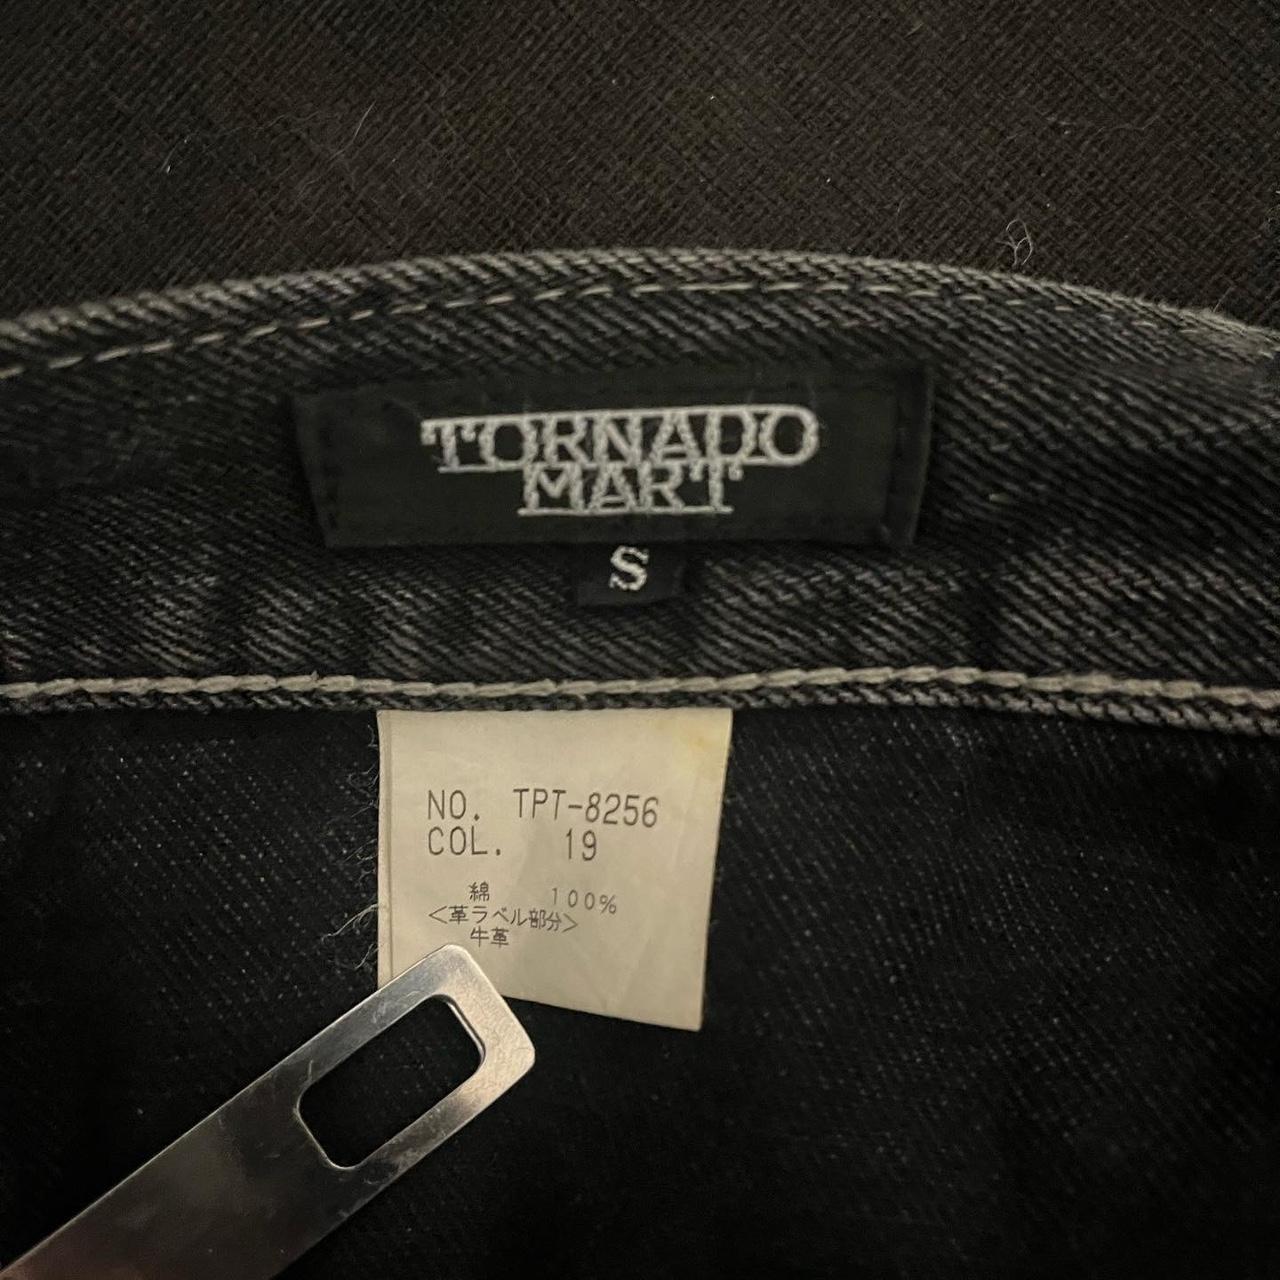 TORNADO
MART
S
NO. TPT-8256
COL. 19
綿 100%
<革ラベル部分>
牛革